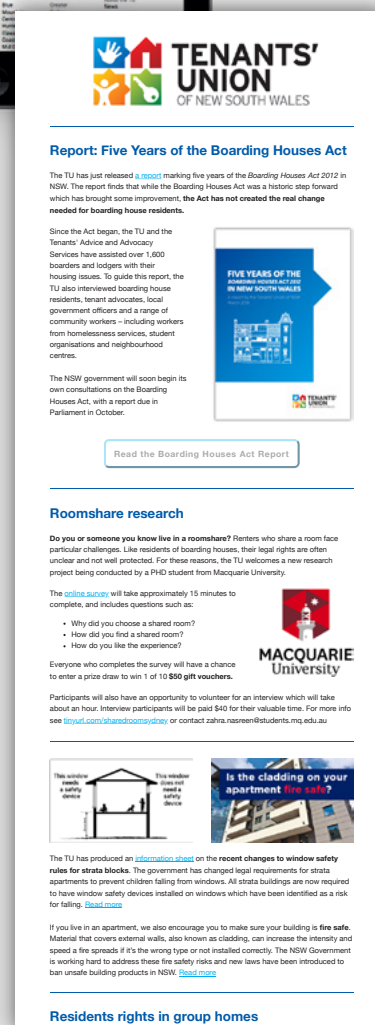 Blue
Moun
Centr
Hunte
Greater
News
TENANTS'
UNION
OF NEW SOUTH WALES
Report: Five Years of the Boarding Houses Act
The TU has just released a report marking five years of the Boarding Houses Act 2012 in
NSW. The report finds that while the Boarding Houses Act was a historic step forward
which has brought some improvement, the Act has not created the real change
needed for boarding house residents.
Since the Act began, the TU and the
Tenants' Advice and Advocacy
Services have assisted over 1,600
boarders and lodgers with their
housing issues. To guide this report, the
TU also interviewed boarding house
residents, tenant advocates, local
government officers and a range of
community workers – including workers
from homelessness services, student
organisations and neighbourhood
centres.
The NSW government will soon begin its
own consultations on the Boarding
Houses Act, with a report due in
Parliament in October.
FIVE YEARS OF THE
BOARDING HOUSES ACT 2012
IN NEW SOUTH WALES
TENANTS'
UNION
Read the Boarding Houses Act Report
Roomshare research
Do you or someone you know live in a roomshare? Renters who share a room face
particular challenges. Like residents of boarding houses, their legal rights are often
unclear and not well protected. For these reasons, the TU welcomes a new research
project being conducted by a PHD student from Macquarie University.
The online survey will take approximately 15 minutes to
complete, and includes questions such as:
• Why did you choose a shared room?
• How did you find a shared room?
• How do you like the experience?
Everyone who completes the survey will have a chance
to enter a prize draw to win 1 of 10 $50 gift vouchers.
MACQUARIE
University
Participants will also have an opportunity to volunteer for an interview which will take
about an hour. Interview participants will be paid $40 for their valuable time. For more info
see tinyurl.com/sharedroomsydney or contact zahra.nasreen@students.mq.edu.au
This window
needs
a safety
device
This window
does not
need a
safety
device
Is the cladding on your
apartment fire safe?
The TU has produced an information sheet on the recent changes to window safety
rules for strata blocks. The government has changed legal requirements for strata
apartments to prevent children falling from windows. All strata buildings are now required
to have window safety devices installed on windows which have been identified as a risk
for falling. Read more
If you live in an apartment, we also encourage you to make sure your building is fire safe.
Material that covers external walls, also known as cladding, can increase the intensity and
speed a fire spreads if it's the wrong type or not installed correctly. The NSW Government
is working hard to address these fire safety risks and new laws have been introduced to
ban unsafe building products in NSW. Read more
Residents rights in group homes